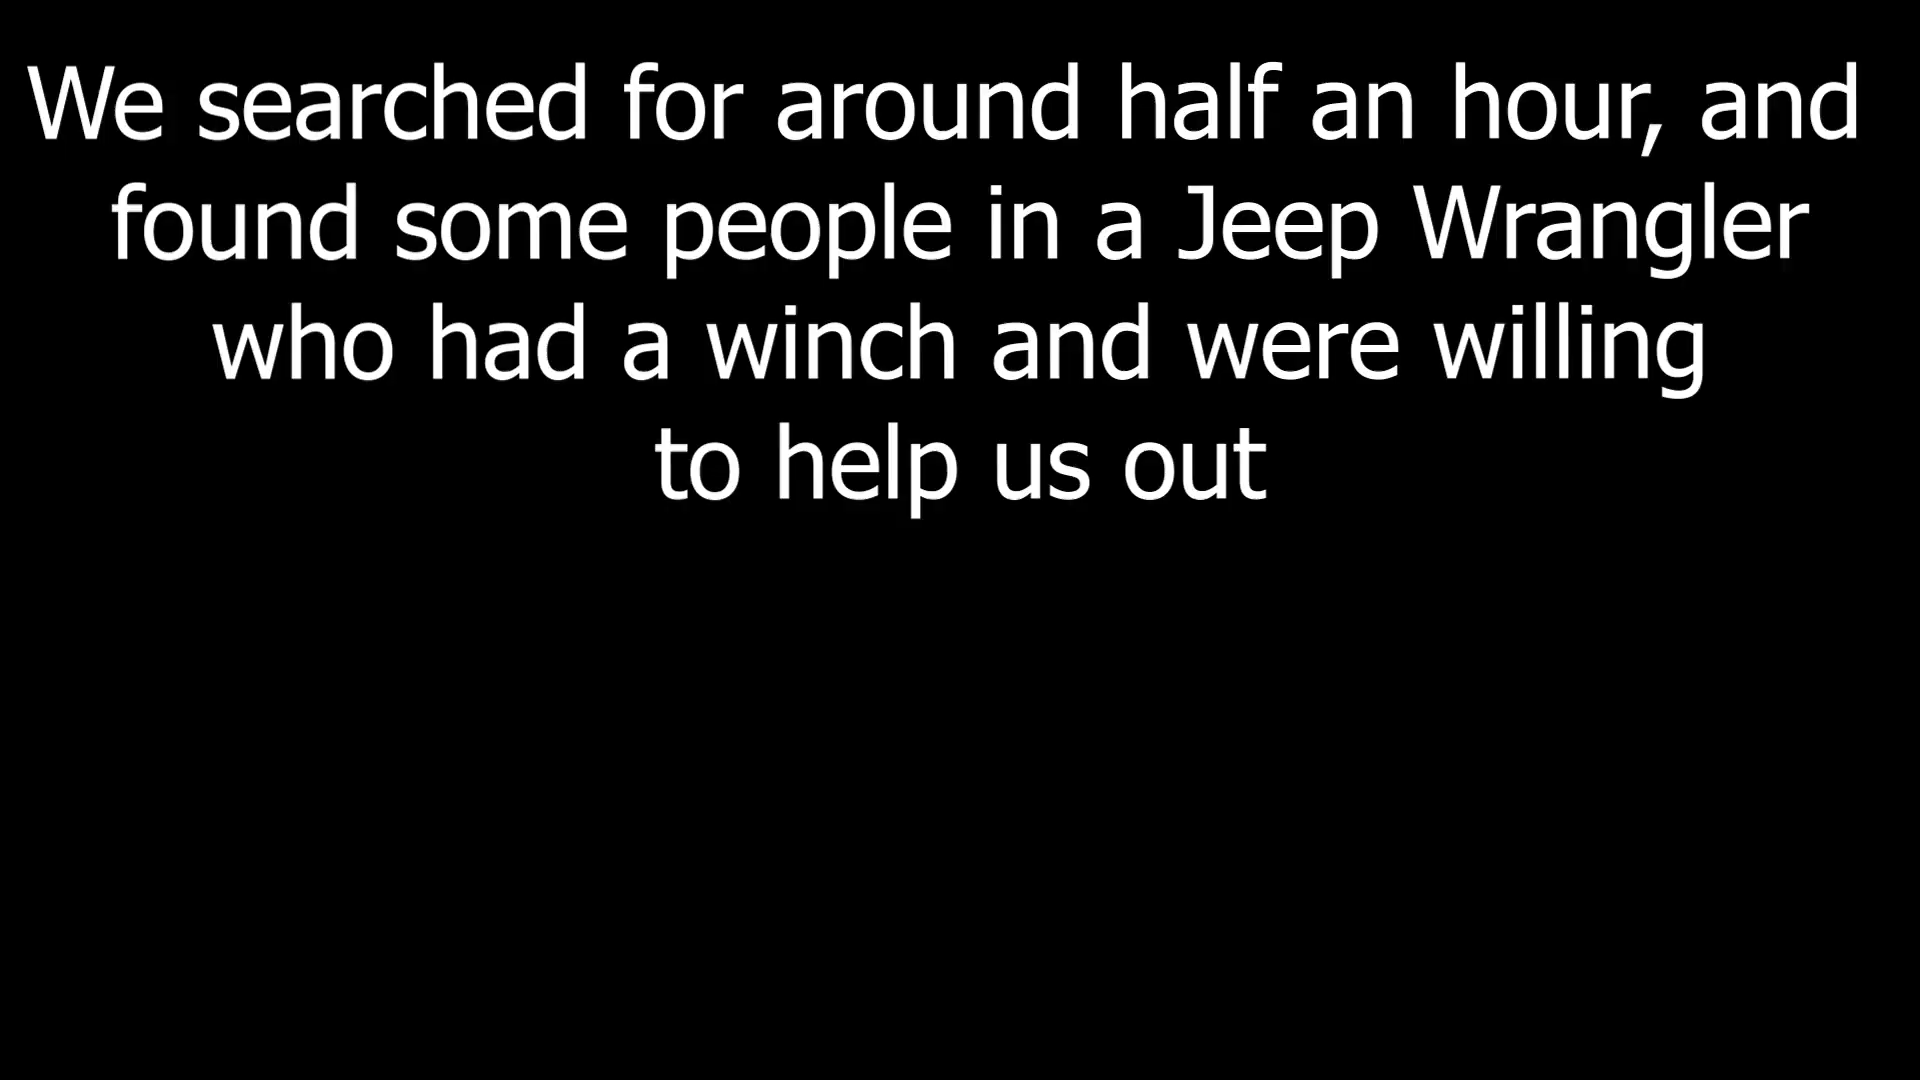 We searched for around half an hour, and
found some people in a Jeep Wrangler
who had a winch and were willing
to help us out